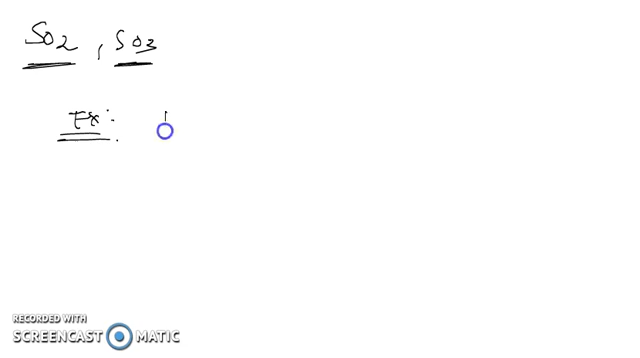 SO2, SO3
Ex:
RECORDED WITH
SCREENCAST MATIC